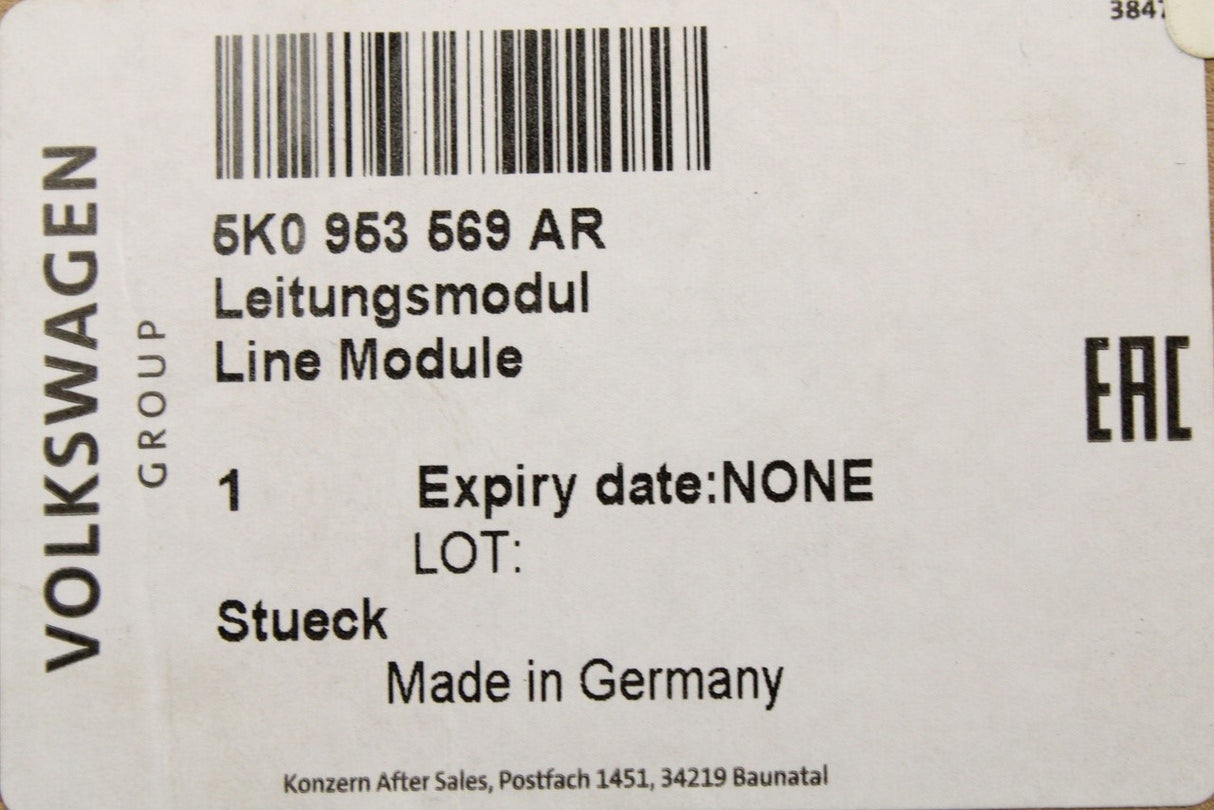 3847
VOLKSWAGEN
GROUP
5K0 953 569 AR
Leitungsmodul
Line Module
EAC
1 Expiry date:NONE
LOT:
Stueck
Made in Germany
Konzern After Sales, Postfach 1451, 34219 Baunatal